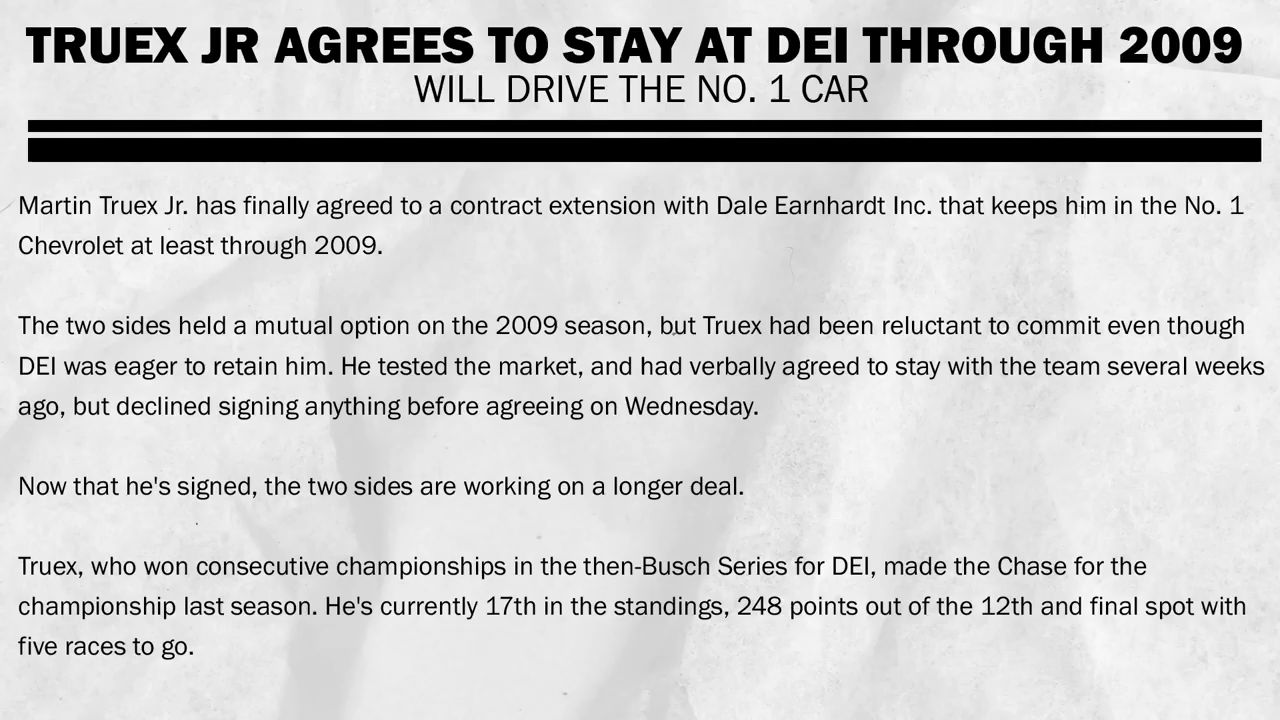 TRUEX JR AGREES TO STAY AT DEI THROUGH 2009
WILL DRIVE THE NO. 1 CAR
Martin Truex Jr. has finally agreed to a contract extension with Dale Earnhardt Inc. that keeps him in the No. 1
Chevrolet at least through 2009.
The two sides held a mutual option on the 2009 season, but Truex had been reluctant to commit even though
DEI was eager to retain him. He tested the market, and had verbally agreed to stay with the team several weeks
ago, but declined signing anything before agreeing on Wednesday.
Now that he's signed, the two sides are working on a longer deal.
Truex, who won consecutive championships in the then-Busch Series for DEI, made the Chase for the
championship last season. He's currently 17th in the standings, 248 points out of the 12th and final spot with
five races to go.